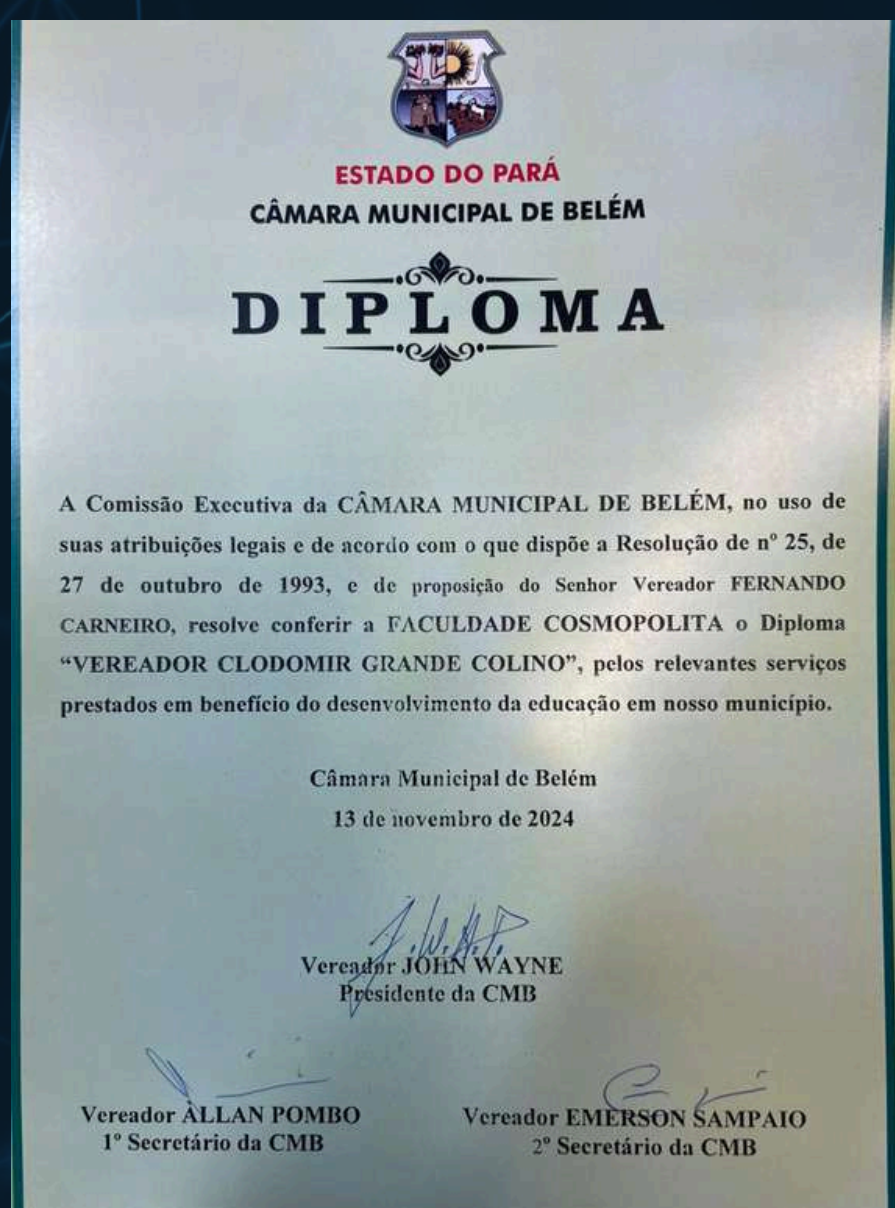 ESTADO DO PARÁ
CÂMARA MUNICIPAL DE BELÉM
DIPLOMA
A Comissão Executiva da CÂMARA MUNICIPAL DE BELÉM, no uso de
suas atribuições legais e de acordo com o que dispõe a Resolução de nº 25, de
27 de outubro de 1993, e de proposição do Senhor Vereador FERNANDO
CARNEIRO, resolve conferir a FACULDADE COSMOPOLITA o Diploma
“VEREADOR CLODOMIR GRANDE COLINO”, pelos relevantes serviços
prestados em benefício do desenvolvimento da educação em nosso município.
Câmara Municipal de Belém
13 de novembro de 2024
Vereador JOHN WAYNE
Presidente da CMB
Vereador ALLAN POMBO
1º Secretário da CMB
Vereador EMERSON SAMPAIO
2º Secretário da CMB